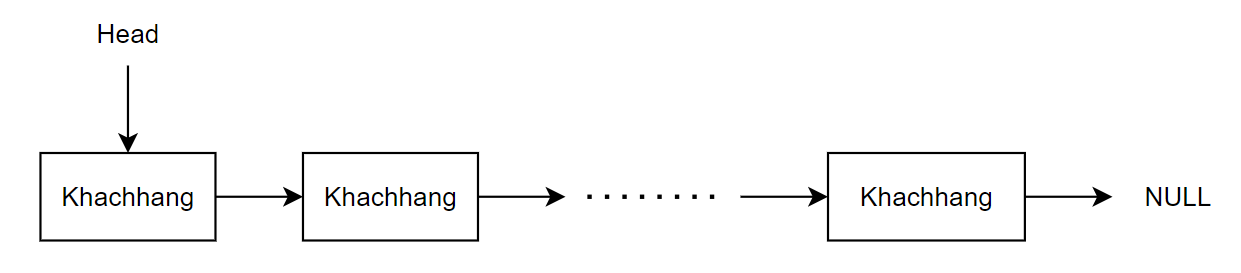 Head
Khachhang
Khachhang
........
Khachhang
NULL